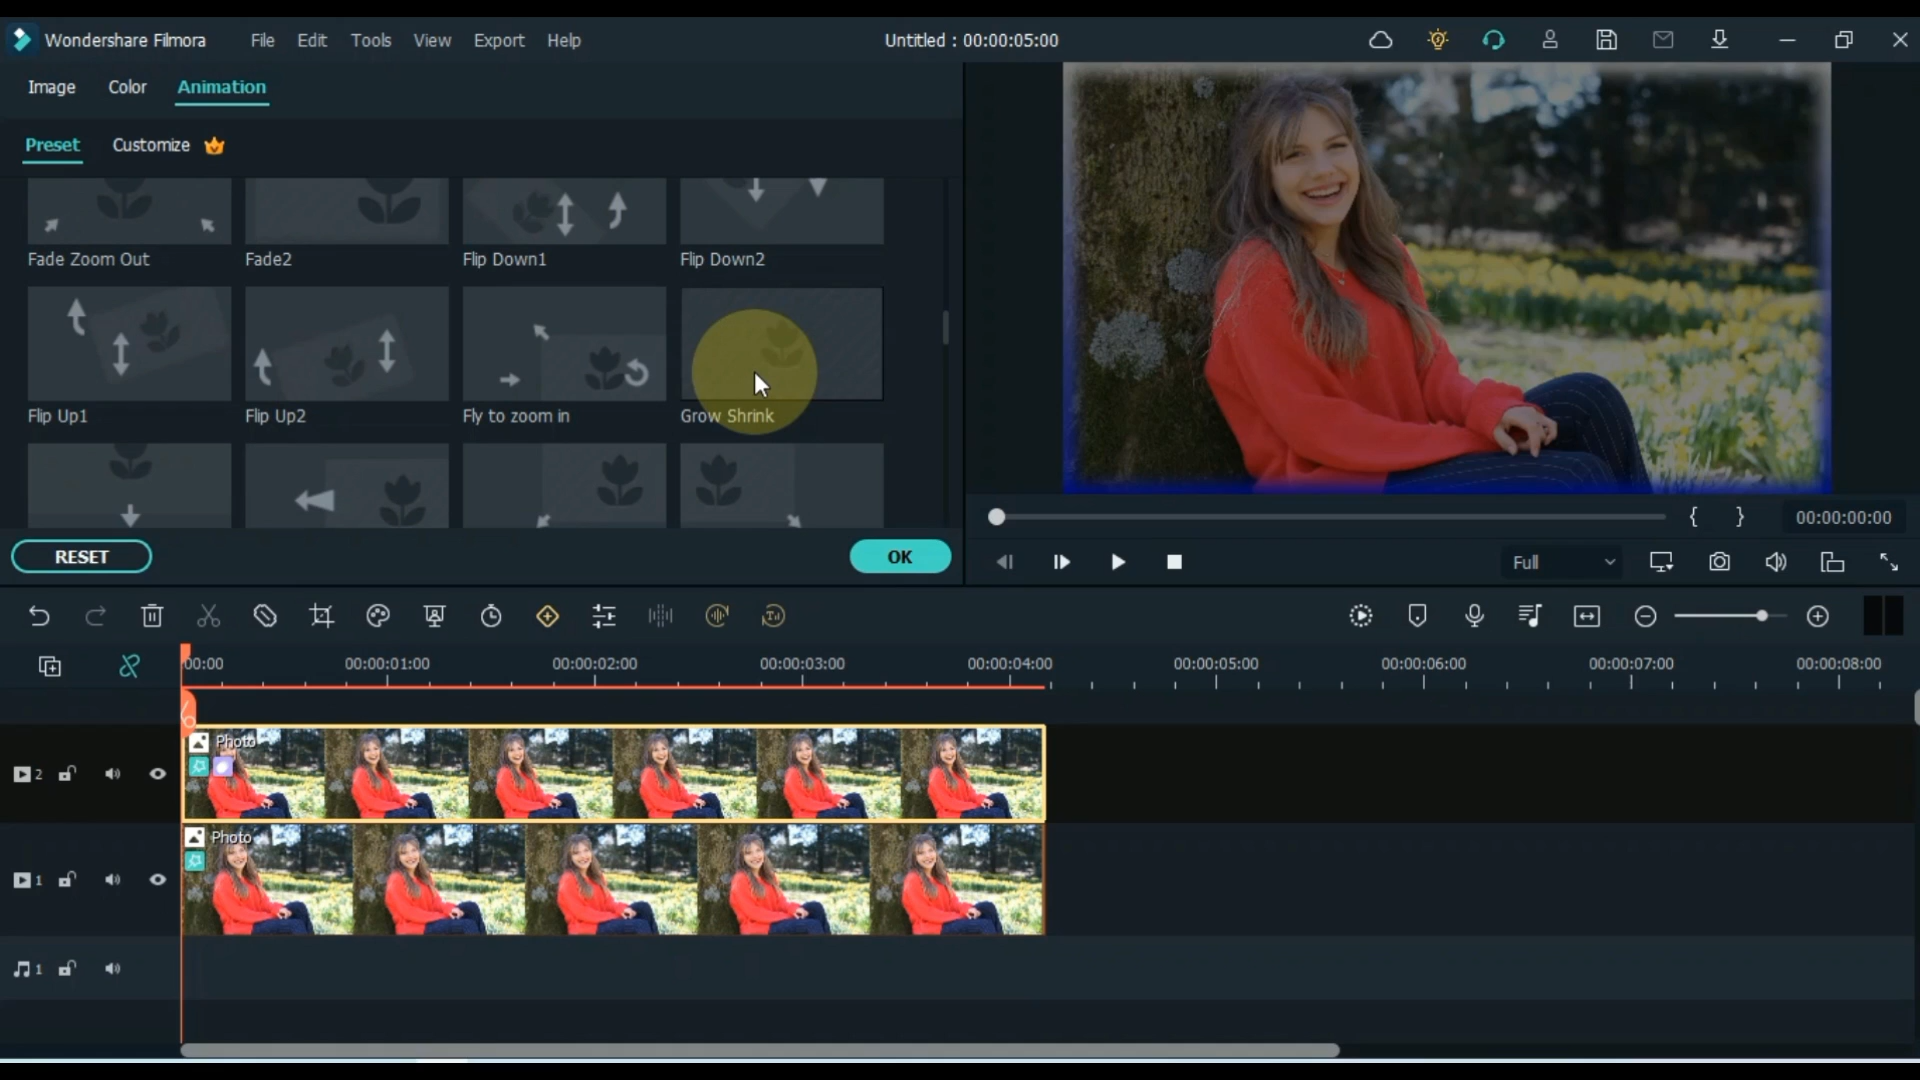 Wondershare Filmora File Edit Tools View Export Help Untitled : 00:00:05:00
Image Color Animation
Preset Customize
Fade Zoom Out Fade2 Flip Down1 Flip Down2
Flip Up1 Flip Up2 Fly to zoom in Grow Shrink
RESET OK
{ } 00:00:00:00
Full
00:00 00:00:01:00 00:00:02:00 00:00:03:00 00:00:04:00 00:00:05:00 00:00:06:00 00:00:07:00 00:00:08:00
Photo
2
Photo
1
1